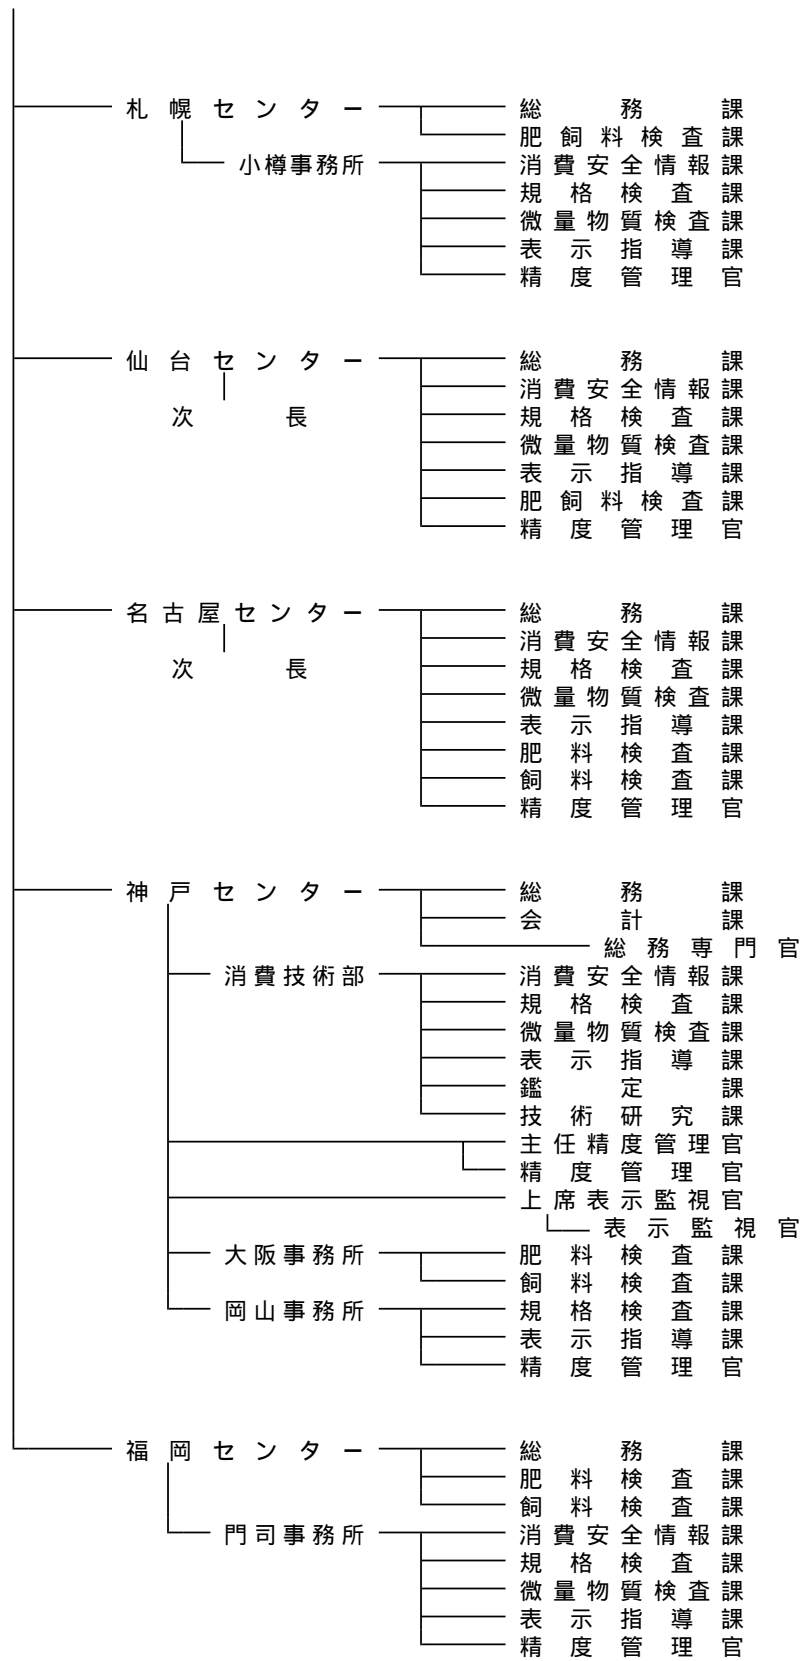 札幌センター 総務課
肥飼料検査課
小樽事務所 消費安全情報課
規格検査課
微量物質検査課
表示指導課
精度管理官
仙台センター 総務課
消費安全情報課
次長 規格検査課
微量物質検査課
表示指導課
肥飼料検査課
精度管理官
名古屋センター 総務課
消費安全情報課
次長 規格検査課
微量物質検査課
表示指導課
肥料検査課
飼料検査課
精度管理官
神戸センター 総務課
会計課
総務専門官
消費技術部 消費安全情報課
規格検査課
微量物質検査課
表示指導課
鑑定課
技術研究課
主任精度管理官
精度管理官
上席表示監視官
表示監視官
大阪事務所 肥料検査課
飼料検査課
岡山事務所 規格検査課
表示指導課
精度管理官
福岡センター 総務課
肥料検査課
飼料検査課
門司事務所 消費安全情報課
規格検査課
微量物質検査課
表示指導課
精度管理官